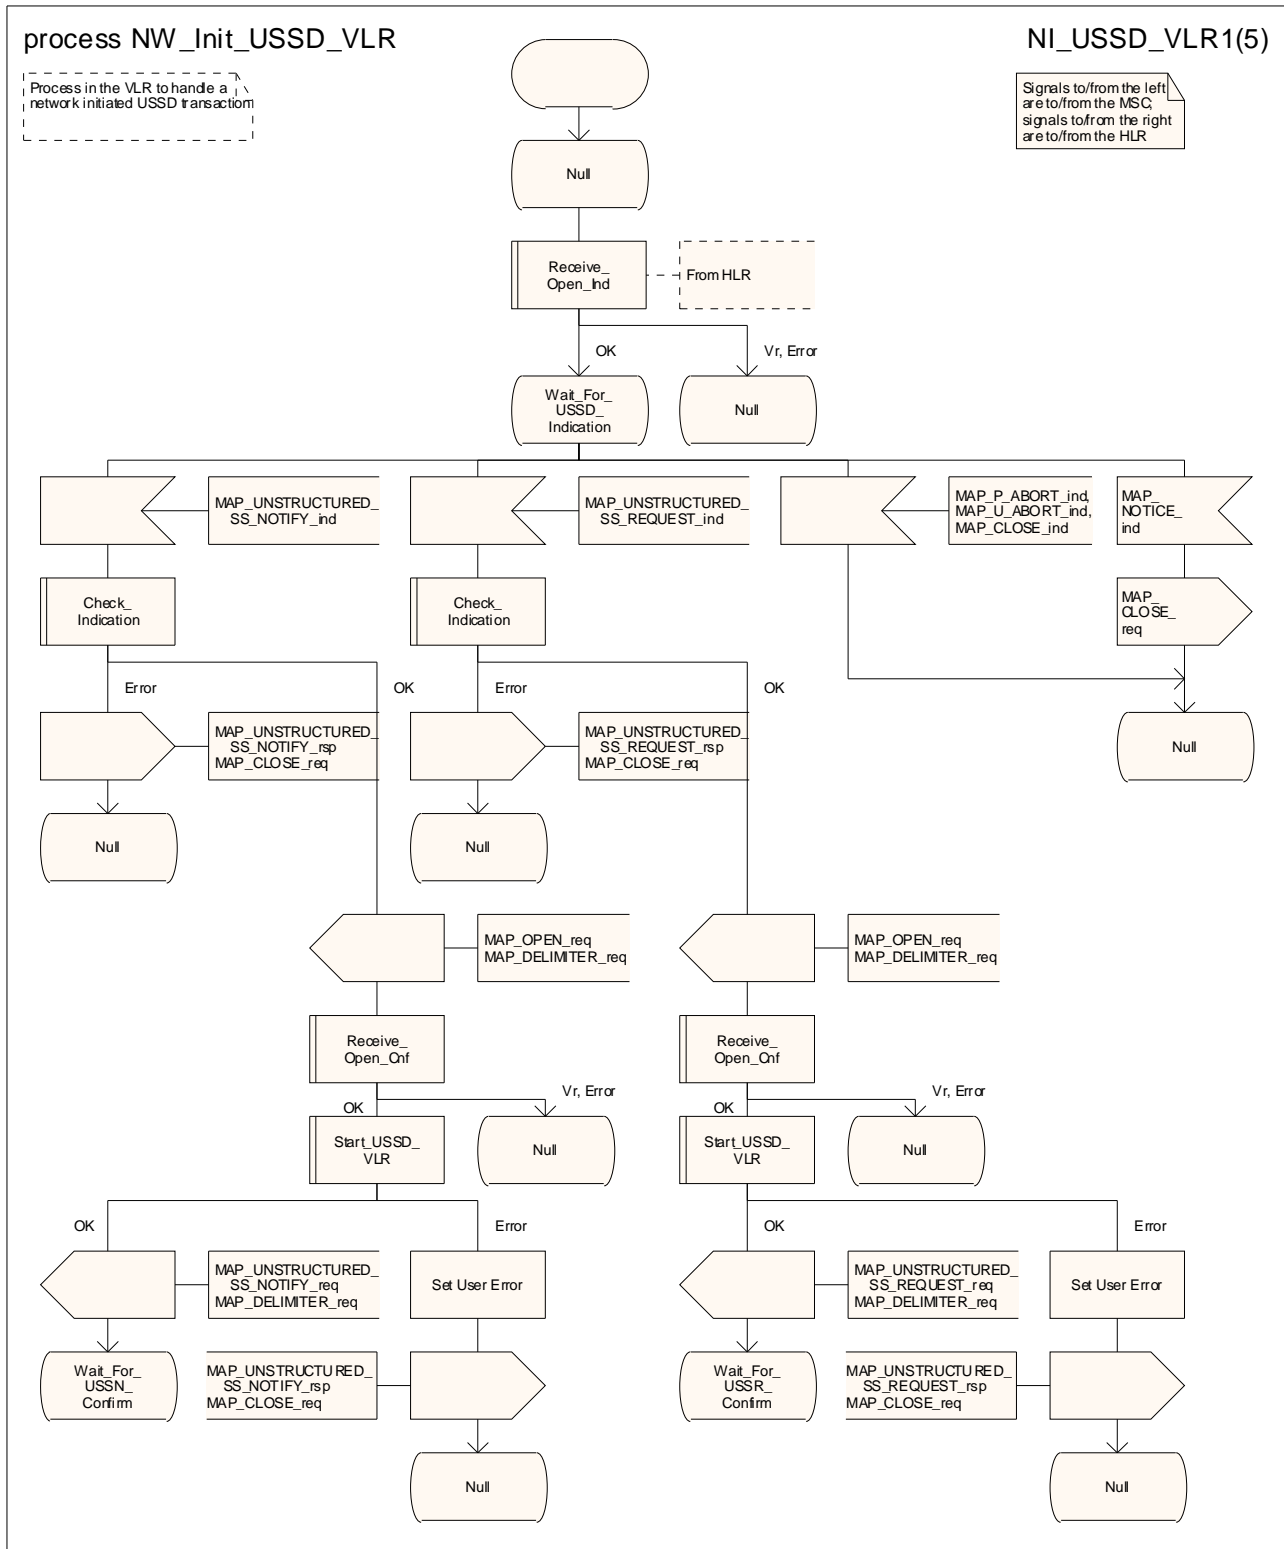 process NW_Init_USSD_VLR
NI_USSD_VLR1(5)
Process in the VLR to handle a
network initiated USSD transaction
Signals to/from the left
are to/from the MSC;
signals to/from the right
are to/from the HLR
Null
Receive_
Open_Ind
From HLR
OK
Vr, Error
Wait_For_
USSD_
Indication
Null
MAP_UNSTRUCTURED_
SS_NOTIFY_ind
MAP_UNSTRUCTURED_
SS_REQUEST_ind
MAP_P_ABORT_ind,
MAP_U_ABORT_ind,
MAP_CLOSE_ind
MAP_
NOTICE_
ind
Check_
Indication
Check_
Indication
MAP_
CLOSE_
req
Error
OK
Error
OK
MAP_UNSTRUCTURED_
SS_NOTIFY_rsp
MAP_CLOSE_req
MAP_UNSTRUCTURED_
SS_REQUEST_rsp
MAP_CLOSE_req
Null
Null
Null
MAP_OPEN_req
MAP_DELIMITER_req
MAP_OPEN_req
MAP_DELIMITER_req
Receive_
Open_Cnf
Receive_
Open_Cnf
OK
Vr, Error
OK
Vr, Error
Start_USSD_
VLR
Null
Start_USSD_
VLR
Null
OK
Error
OK
Error
MAP_UNSTRUCTURED_
SS_NOTIFY_req
MAP_DELIMITER_req
Set User Error
MAP_UNSTRUCTURED_
SS_REQUEST_req
MAP_DELIMITER_req
Set User Error
Wait_For_
USSN_
Confirm
MAP_UNSTRUCTURED_
SS_NOTIFY_rsp
MAP_CLOSE_req
Wait_For_
USSR_
Confirm
MAP_UNSTRUCTURED_
SS_REQUEST_rsp
MAP_CLOSE_req
Null
Null